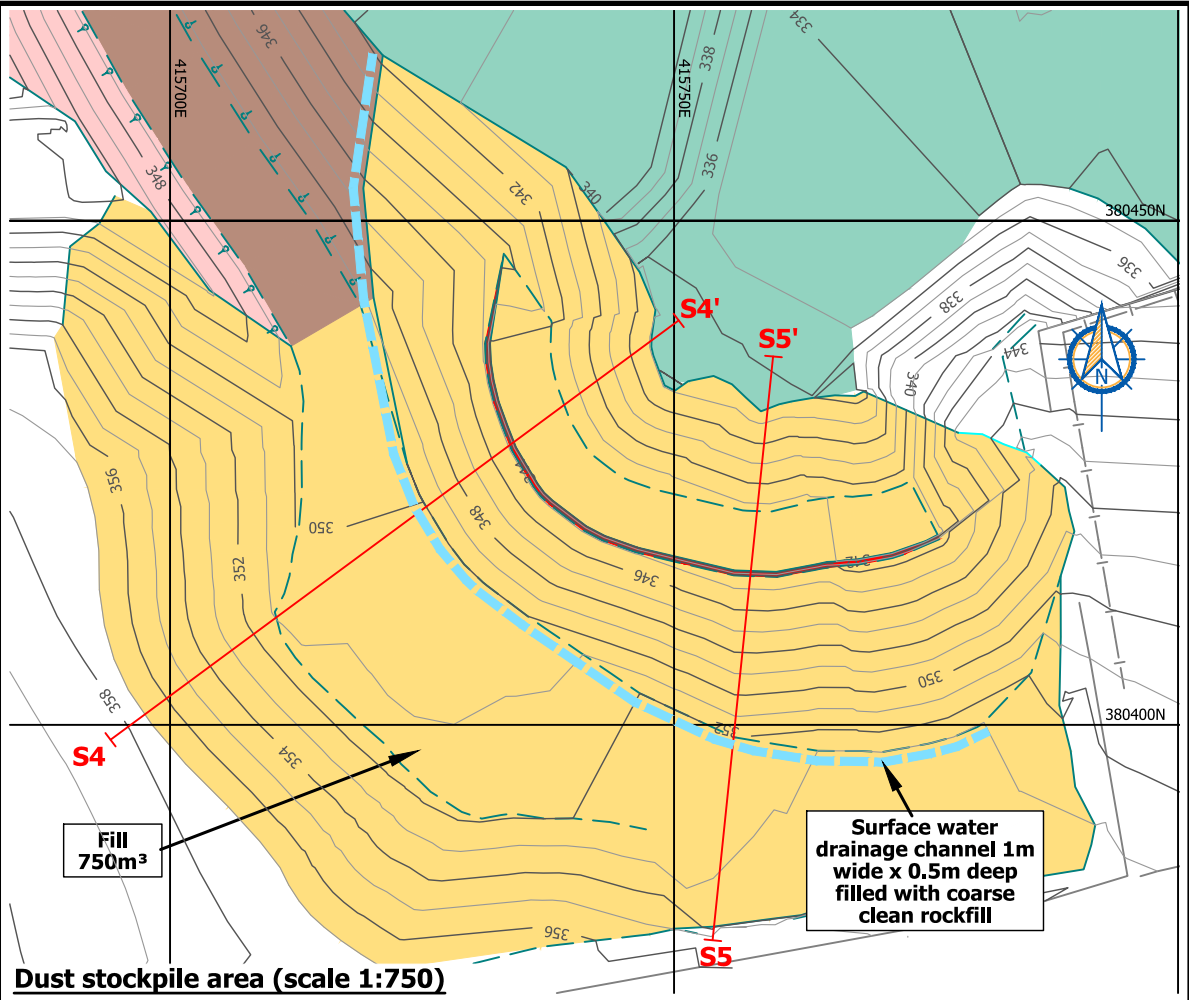 346
415700E
415750E
338
334
336
348
342
340
380450N
336
338
S4'
S5'
344
N
340
356
344
348
350
352
346
342
350
358
S4
352
380400N
354
Fill
750m³
Surface water
drainage channel 1m
wide x 0.5m deep
filled with coarse
clean rockfill
356
S5
Dust stockpile area (scale 1:750)